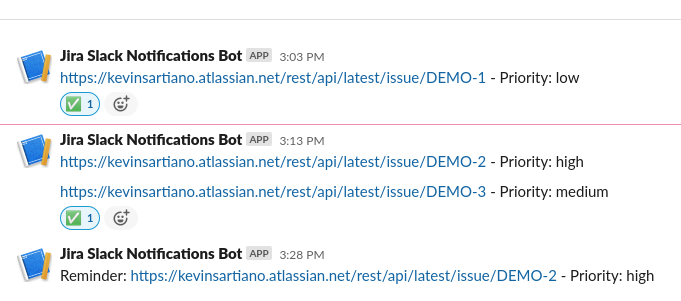 Jira Slack Notifications Bot APP 3:03 PM
https://kevinsartiano.atlassian.net/rest/api/latest/issue/DEMO-1 - Priority: low
1
Jira Slack Notifications Bot APP 3:13 PM
https://kevinsartiano.atlassian.net/rest/api/latest/issue/DEMO-2 - Priority: high
https://kevinsartiano.atlassian.net/rest/api/latest/issue/DEMO-3 - Priority: medium
1
Jira Slack Notifications Bot APP 3:28 PM
Reminder: https://kevinsartiano.atlassian.net/rest/api/latest/issue/DEMO-2 - Priority: high